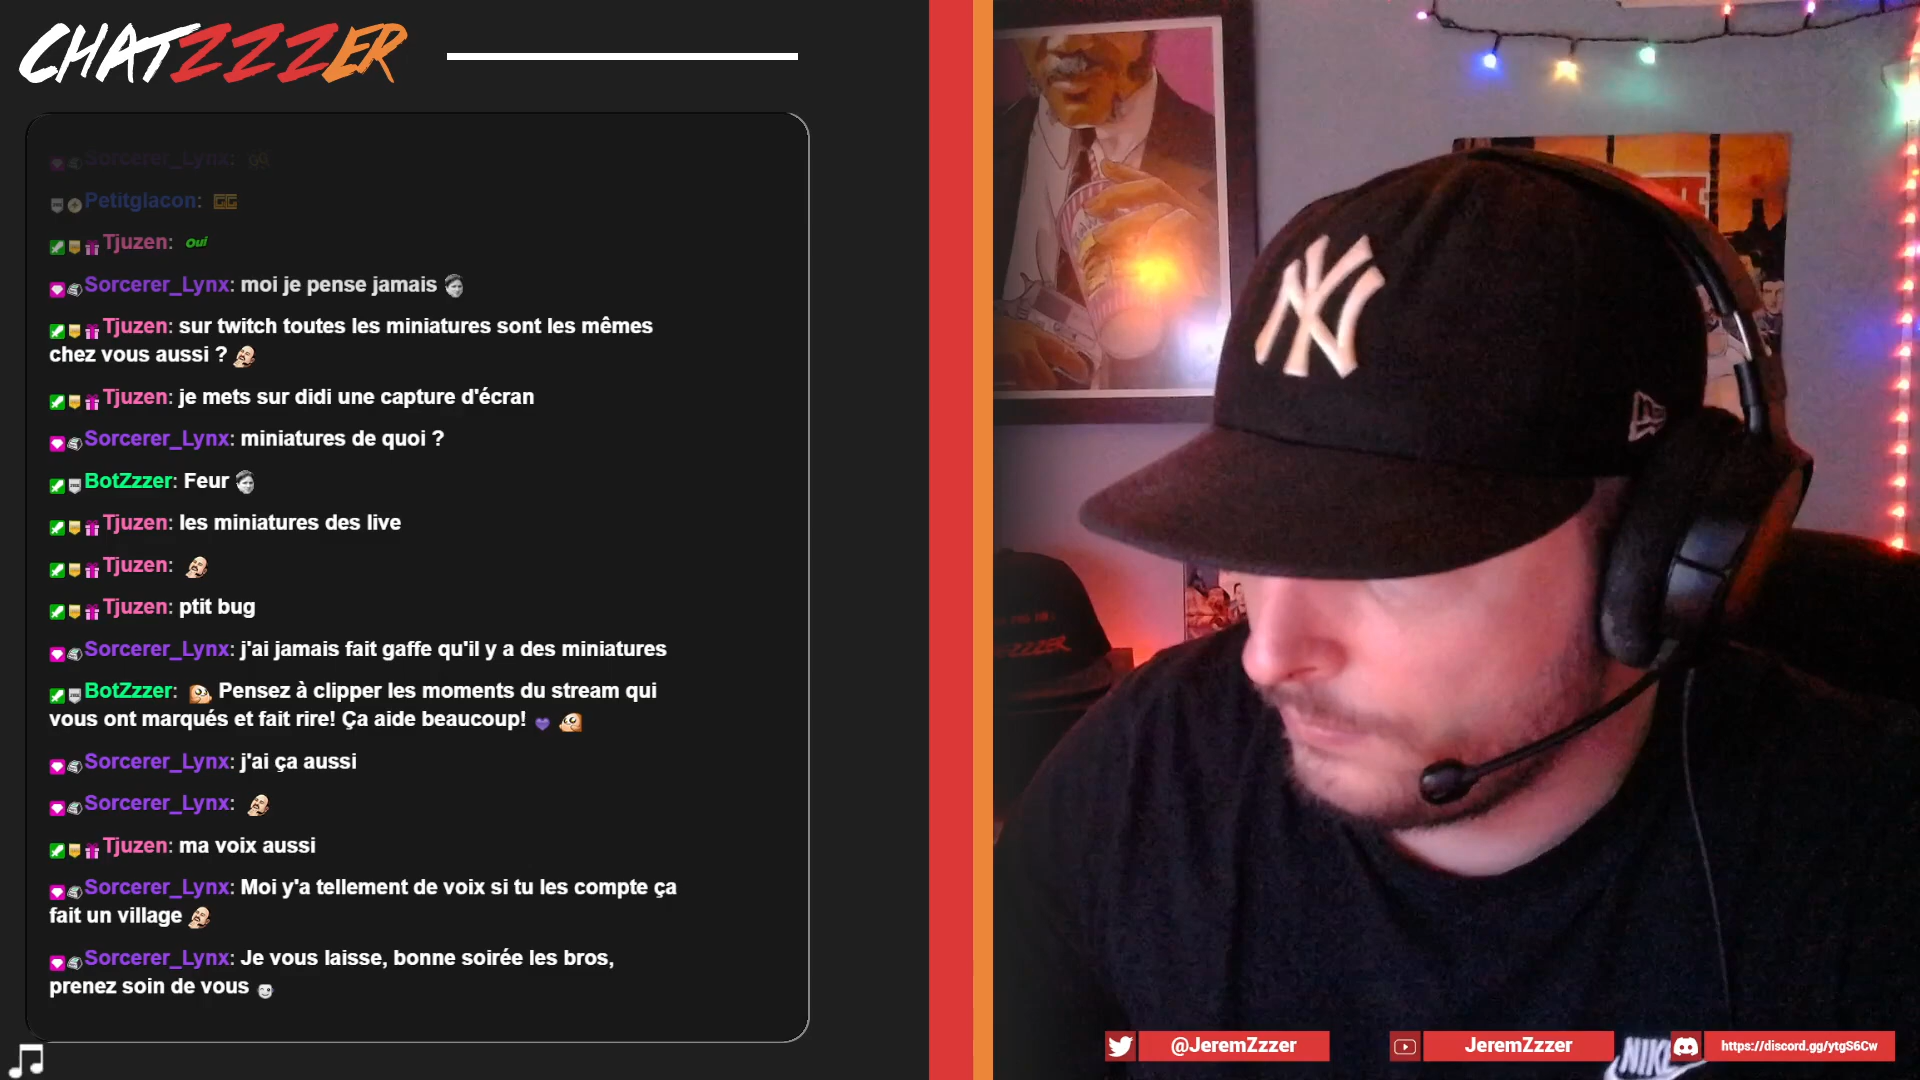 CHATZZZER
Sorcerer_Lynx:
Petitglacon: GG
Tjuzen: oui
Sorcerer_Lynx: moi je pense jamais
Tjuzen: sur twitch toutes les miniatures sont les mêmes
chez vous aussi ?
Tjuzen: je mets sur didi une capture d'écran
Sorcerer_Lynx: miniatures de quoi ?
BotZzzer: Feur
Tjuzen: les miniatures des live
Tjuzen:
Tjuzen: ptit bug
Sorcerer_Lynx: j'ai jamais fait gaffe qu'il y a des miniatures
BotZzzer: Pensez à clipper les moments du stream qui
vous ont marqués et fait rire! Ça aide beaucoup!
Sorcerer_Lynx: j'ai ça aussi
Sorcerer_Lynx:
Tjuzen: ma voix aussi
Sorcerer_Lynx: Moi y'a tellement de voix si tu les compte ça
fait un village
Sorcerer_Lynx: Je vous laisse, bonne soirée les bros,
prenez soin de vous
NY
@JeremZzzer
JeremZzzer
NIKE
https://discord.gg/ytgS6Cw